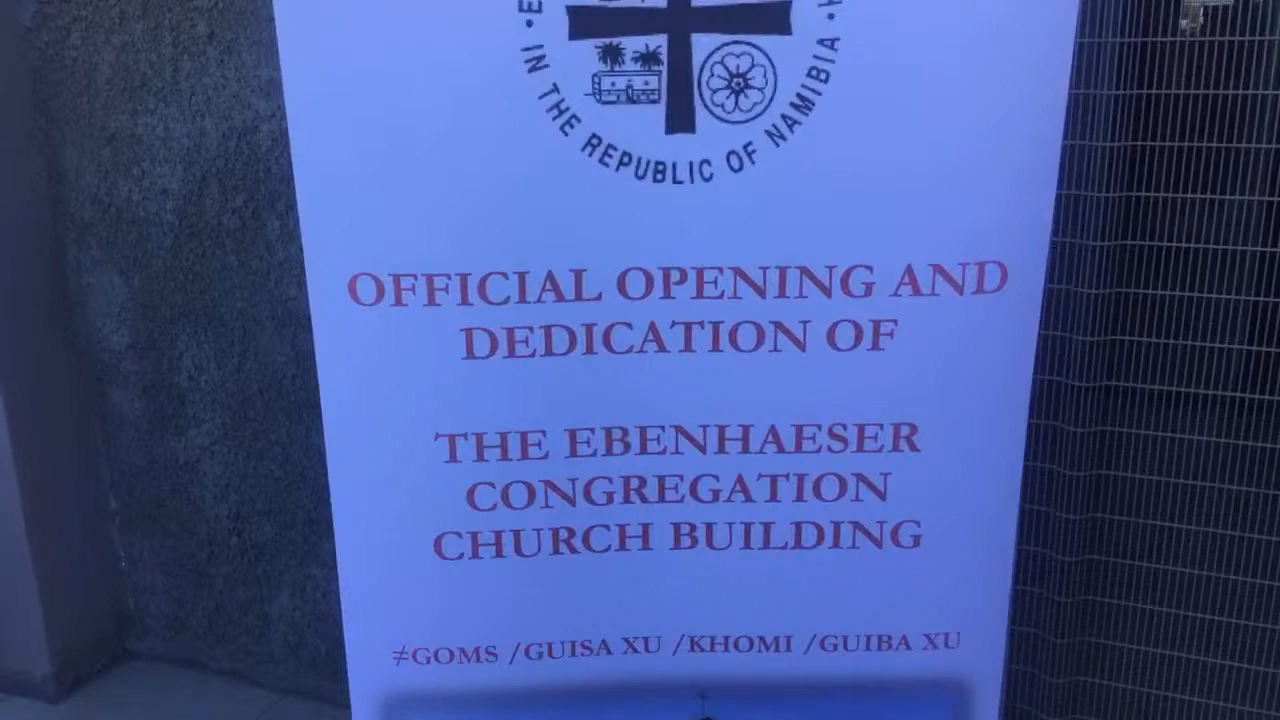 IN THE REPUBLIC OF NAMIBIA
OFFICIAL OPENING AND
DEDICATION OF
THE EBENHAESER
CONGREGATION
CHURCH BUILDING
≠GOMS /GUISA XU /KHOMI /GUIBA XU